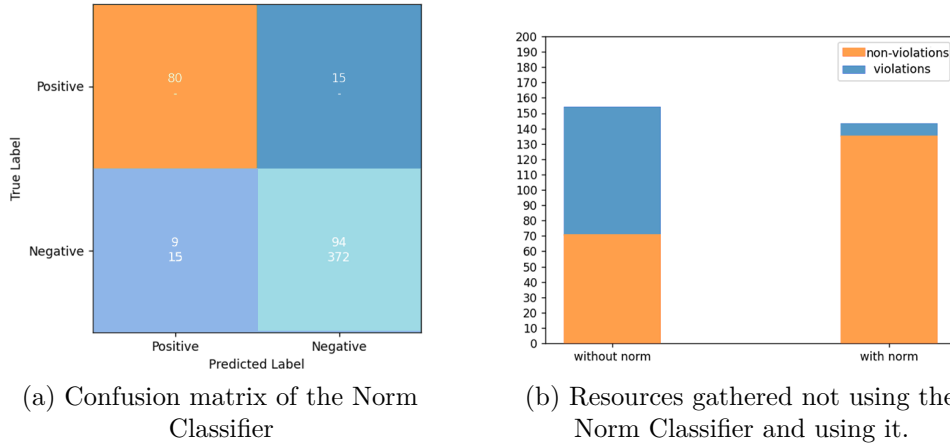 True Label
Positive
Negative
80
-
15
-
9
15
94
372
Positive Negative
Predicted Label
(a) Confusion matrix of the Norm
Classifier
200
190
180
170
160
150
140
130
120
110
100
90
80
70
60
50
40
30
20
10
0
non-violations
violations
without norm with norm
(b) Resources gathered not using the
Norm Classifier and using it.